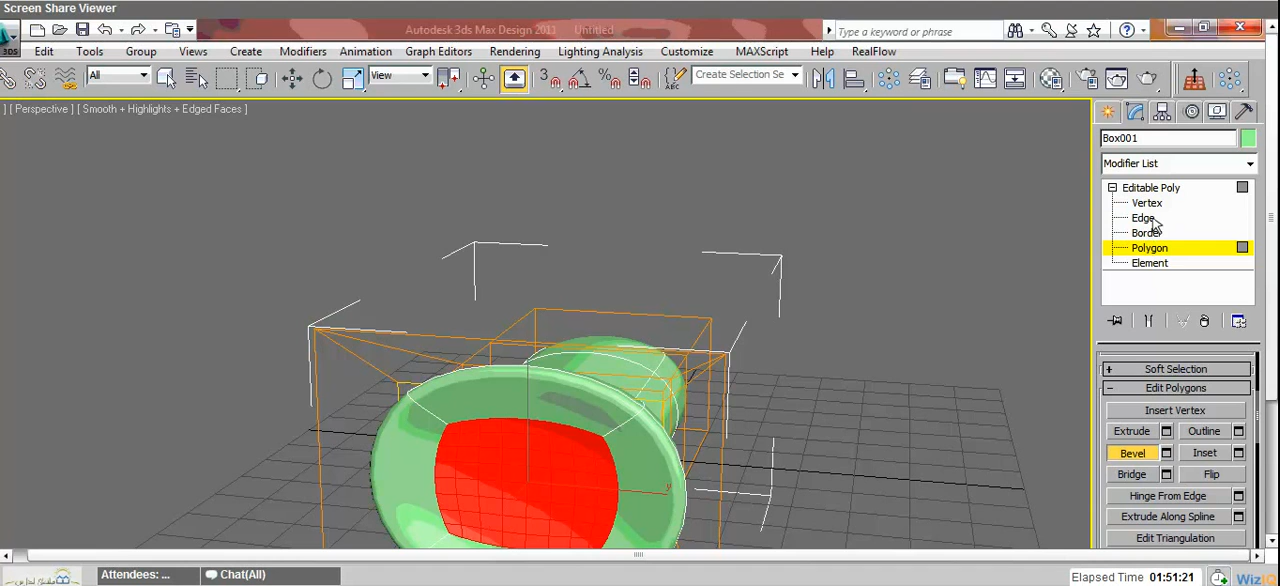 Screen Share Viewer
Autodesk 3ds Max Design 2011 Untitled
Type a keyword or phrase
3DS
Edit Tools Group Views Create Modifiers Animation Graph Editors Rendering Lighting Analysis Customize MAXScript Help RealFlow
All View 3 % ABC Create Selection Se
] [ Perspective ] [ Smooth + Highlights + Edged Faces ]
Box001
Modifier List
Editable Poly
Vertex
Edge
Border
Polygon
Element
+ Soft Selection
- Edit Polygons
Insert Vertex
Extrude Outline
Bevel Inset
Bridge Flip
Hinge From Edge
Extrude Along Spline
Edit Triangulation
y
Attendees: ... Chat(All) Elapsed Time 01:51:21 WizIQ